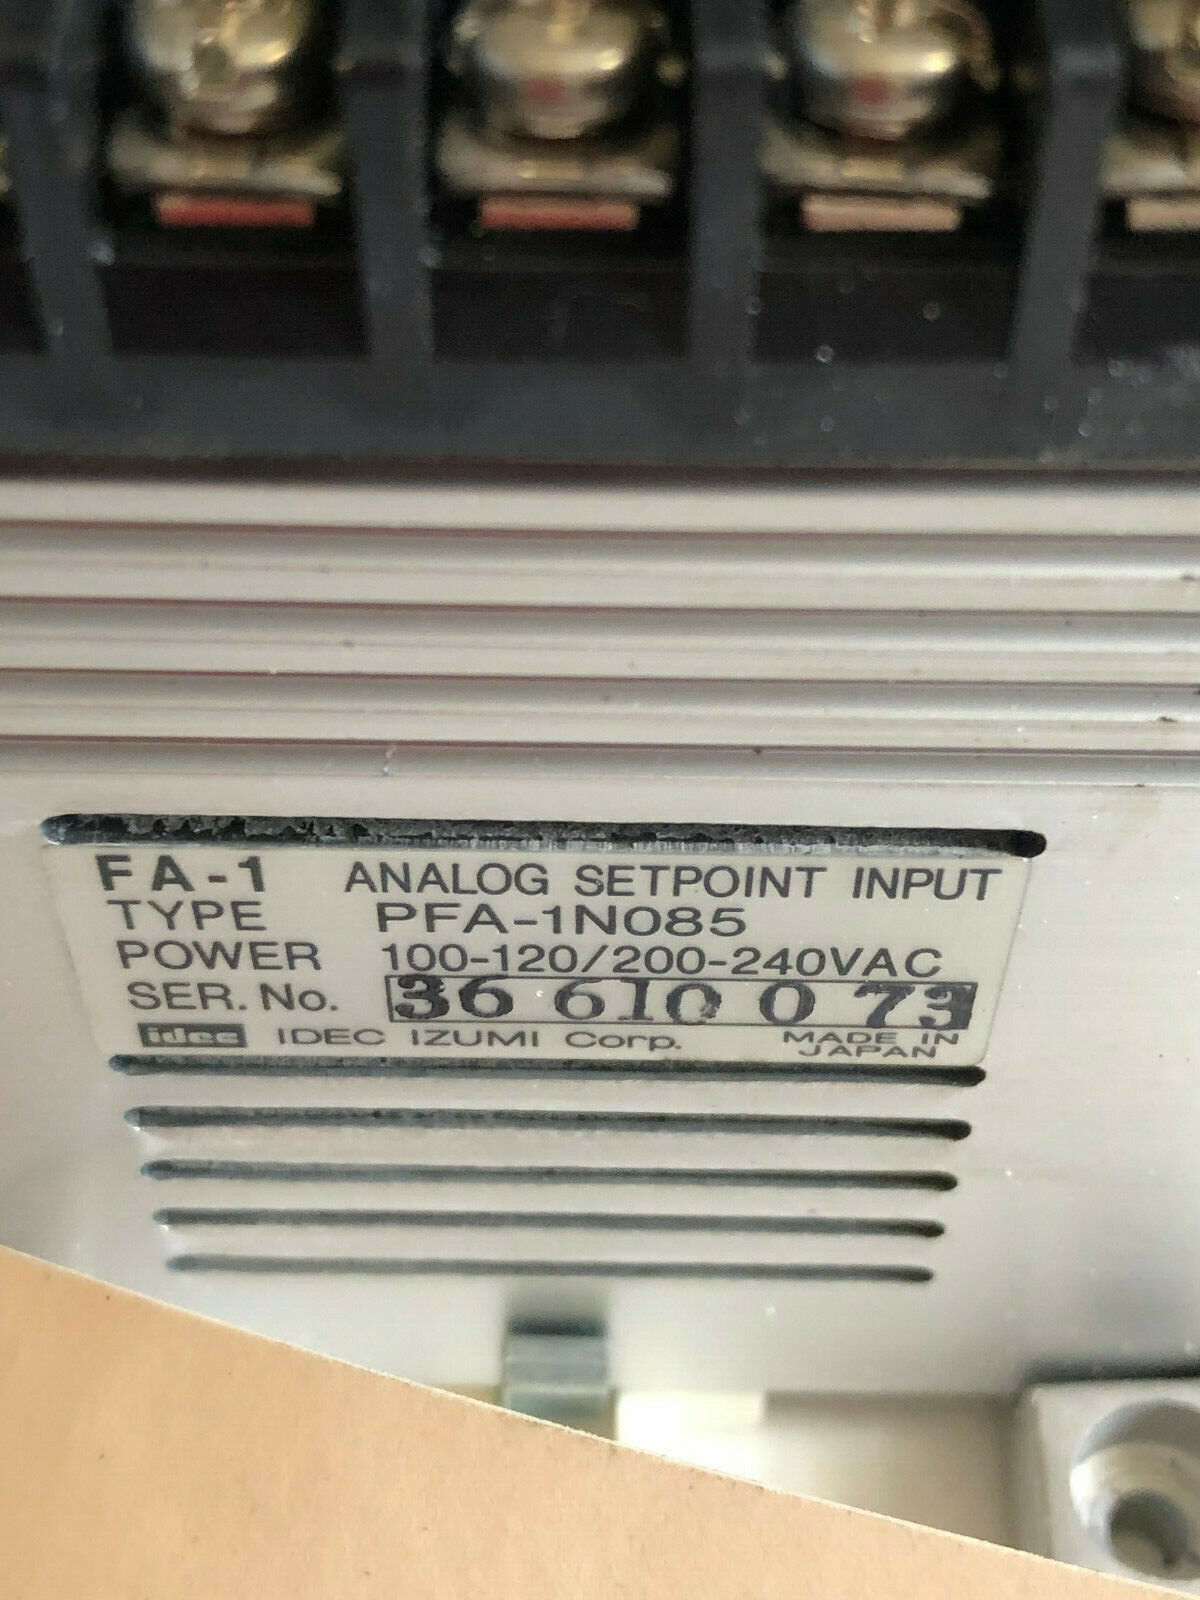 FA-1 ANALOG SETPOINT INPUT
TYPE PFA-1N085
POWER 100-120/200-240VAC
SER. No. 36 610 0 73
idec IDEC IZUMI Corp. MADE IN JAPAN